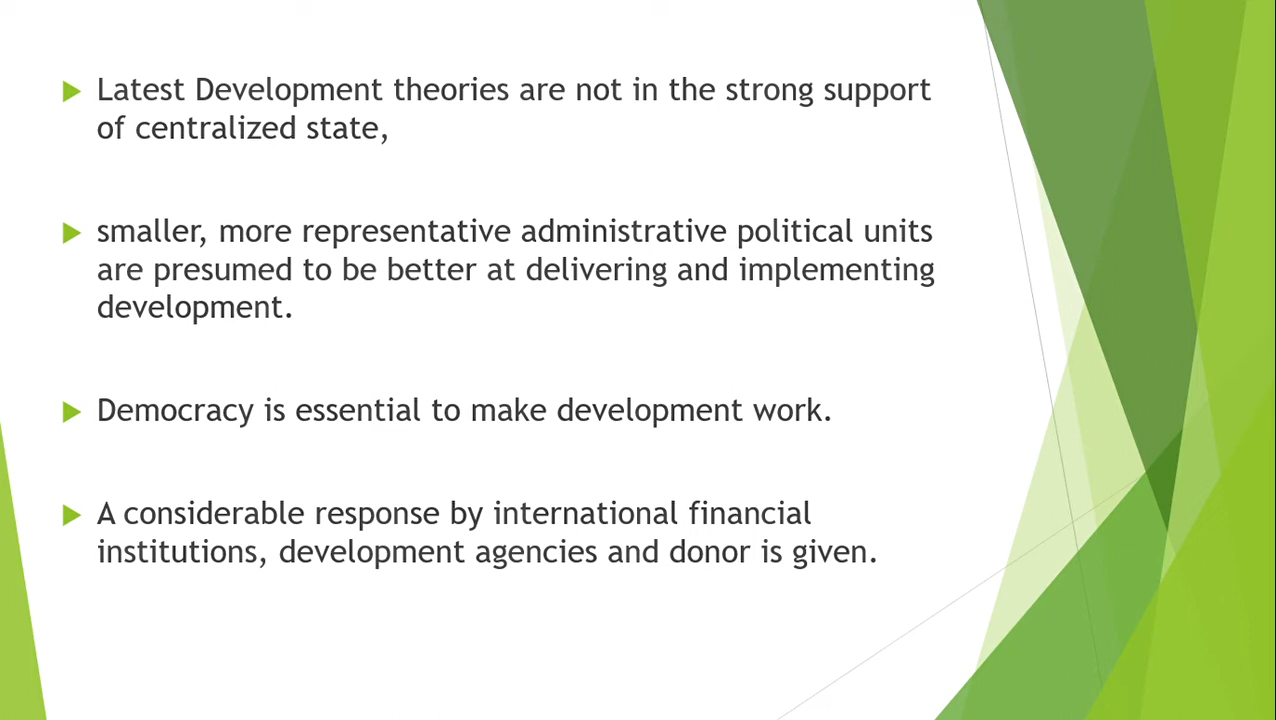 Latest Development theories are not in the strong support
of centralized state,
smaller, more representative administrative political units
are presumed to be better at delivering and implementing
development.
Democracy is essential to make development work.
A considerable response by international financial
institutions, development agencies and donor is given.